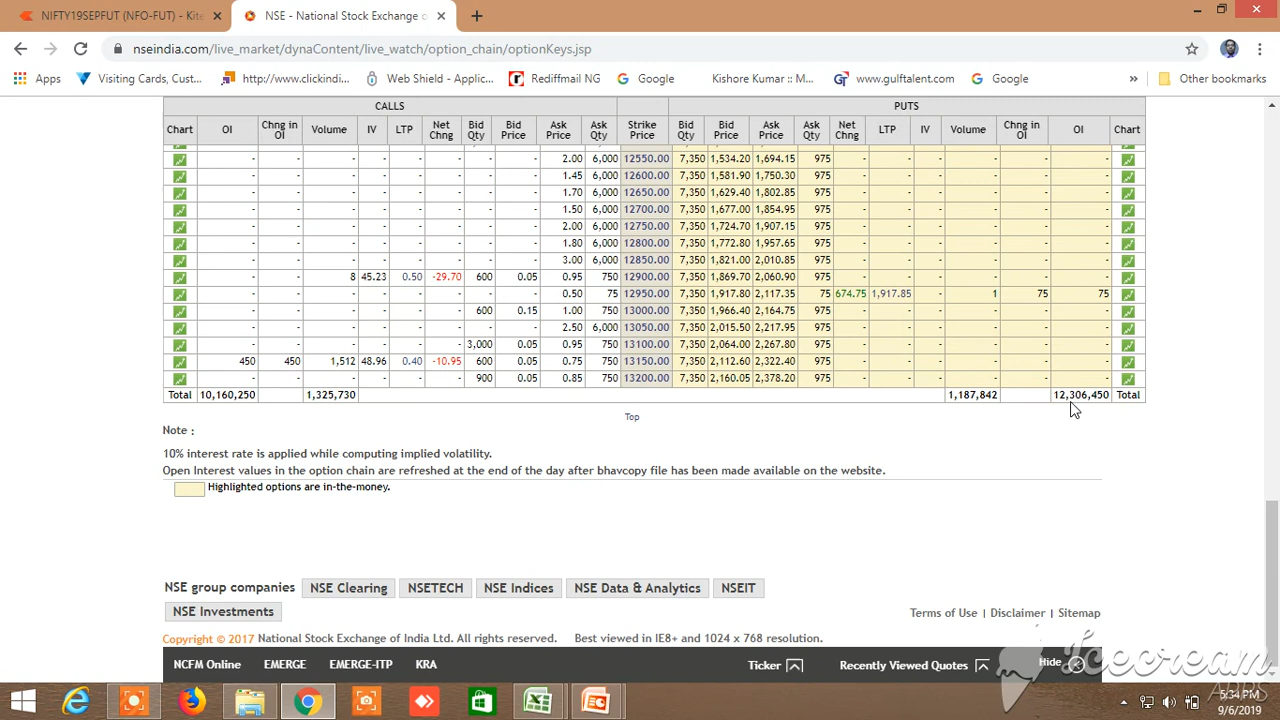 NIFTY19SEPFUT (NFO-FUT) - Kite
NSE - National Stock Exchange o
nseindia.com/live_market/dynaContent/live_watch/option_chain/optionKeys.jsp
Apps Visiting Cards, Cust... http://www.clickindi... Web Shield - Applic... Rediffmail NG Google Kishore Kumar :: M... www.gulftalent.com Google » Other bookmarks
CALLS PUTS
Chart OI Chng in OI Volume IV LTP Net Chng Bid Qty Bid Price Ask Price Ask Qty Strike Price Bid Qty Bid Price Ask Price Ask Qty Net Chng LTP IV Volume Chng in OI OI Chart
- - - - - - - - 2.00 6,000 12550.00 7,350 1,534.20 1,694.15 975 - - - - - -
- - - - - - - - 1.45 6,000 12600.00 7,350 1,581.90 1,750.30 975 - - - - - -
- - - - - - - - 1.70 6,000 12650.00 7,350 1,629.40 1,802.85 975 - - - - - -
- - - - - - - - 1.50 6,000 12700.00 7,350 1,677.00 1,854.95 975 - - - - - -
- - - - - - - - 2.00 6,000 12750.00 7,350 1,724.70 1,907.15 975 - - - - - -
- - - - - - - - 1.80 6,000 12800.00 7,350 1,772.80 1,957.65 975 - - - - - -
- - - - - - - - 3.00 6,000 12850.00 7,350 1,821.00 2,010.85 975 - - - - - -
- - 8 45.23 0.50 -29.70 600 0.05 0.95 750 12900.00 7,350 1,869.70 2,060.90 975 - - - - - -
- - - - - - - - 0.50 75 12950.00 7,350 1,917.80 2,117.35 75 674.75 1,917.85 - 1 75 75
- - - - - - 600 0.15 1.00 750 13000.00 7,350 1,966.40 2,164.75 975 - - - - - -
- - - - - - - - 2.50 6,000 13050.00 7,350 2,015.50 2,217.95 975 - - - - - -
- - - - - - 3,000 0.05 0.95 750 13100.00 7,350 2,064.00 2,267.80 975 - - - - - -
450 450 1,512 48.96 0.40 -10.95 600 0.05 0.75 750 13150.00 7,350 2,112.60 2,322.40 975 - - - - - -
- - - - - - 900 0.05 0.85 750 13200.00 7,350 2,160.05 2,378.20 975 - - - - - -
Total 10,160,250 1,325,730 1,187,842 12,306,450 Total
Top
Note :
10% interest rate is applied while computing implied volatility.
Open Interest values in the option chain are refreshed at the end of the day after bhavcopy file has been made available on the website.
Highlighted options are in-the-money.
NSE group companies NSE Clearing NSETECH NSE Indices NSE Data & Analytics NSEIT
NSE Investments
Terms of Use | Disclaimer | Sitemap
Copyright © 2017 National Stock Exchange of India Ltd. All rights reserved. Best viewed in IE8+ and 1024 x 768 resolution.
NCFM Online EMERGE EMERGE-ITP KRA Ticker Recently Viewed Quotes Hide
Icecream
APPS
5:34 PM
9/6/2019